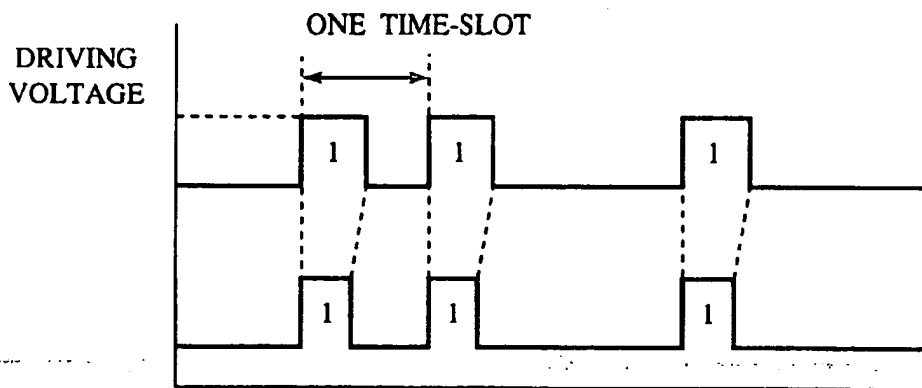 ONE TIME-SLOT
DRIVING
VOLTAGE
1 1 1
1 1 1